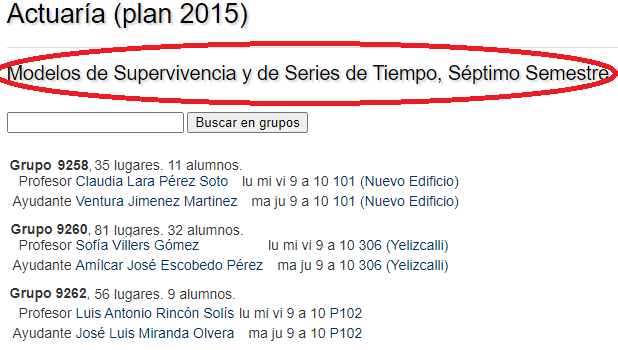 Actuaría (plan 2015)
Modelos de Supervivencia y de Series de Tiempo, Séptimo Semestre
Buscar en grupos
Grupo 9258, 35 lugares. 11 alumnos.
Profesor Claudia Lara Pérez Soto lu mi vi 9 a 10 101 (Nuevo Edificio)
Ayudante Ventura Jimenez Martinez ma ju 9 a 10 101 (Nuevo Edificio)
Grupo 9260, 81 lugares. 32 alumnos.
Profesor Sofía Villers Gómez lu mi vi 9 a 10 306 (Yelizcalli)
Ayudante Amílcar José Escobedo Pérez ma ju 9 a 10 306 (Yelizcalli)
Grupo 9262, 56 lugares. 9 alumnos.
Profesor Luis Antonio Rincón Solís lu mi vi 9 a 10 P102
Ayudante José Luis Miranda Olvera ma ju 9 a 10 P102